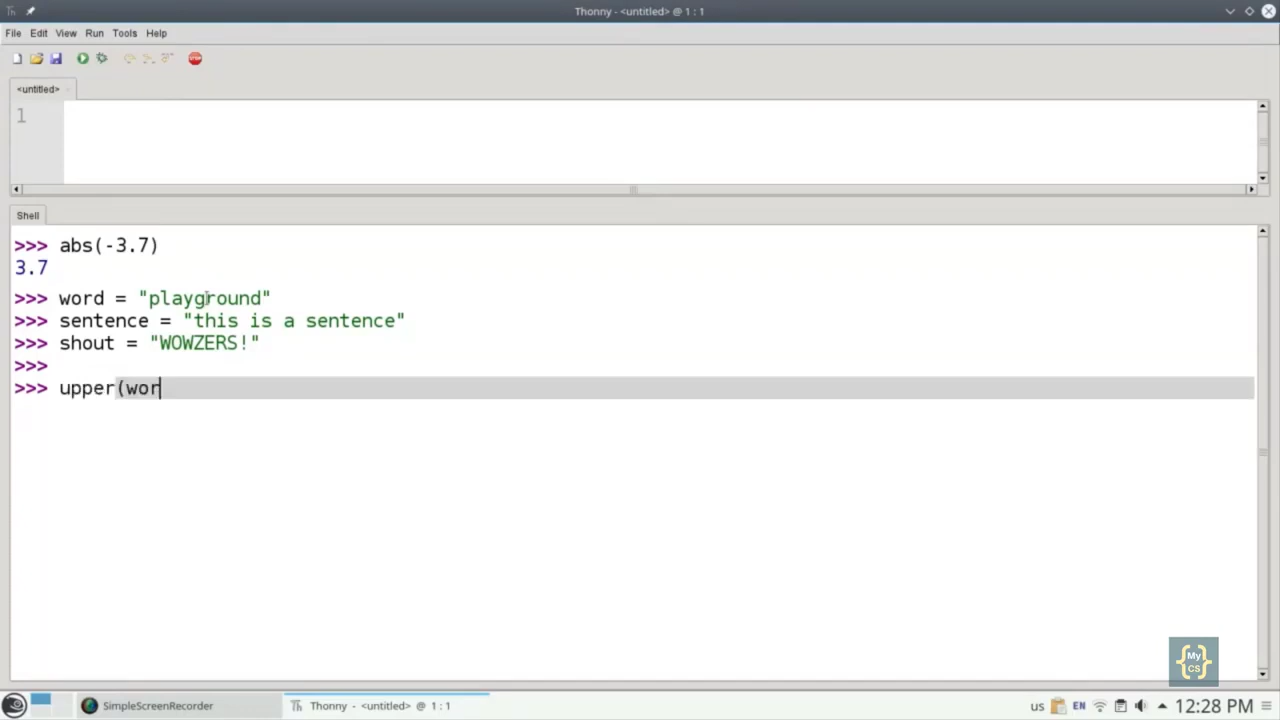 Thonny - <untitled> @ 1 : 1
File Edit View Run Tools Help
<untitled>
1
Shell
>>> abs(-3.7)
3.7
>>> word = "playground"
>>> sentence = "this is a sentence"
>>> shout = "WOWZERS!"
>>>
>>> upper(wor
{My CS}
SimpleScreenRecorder
Thonny - <untitled> @ 1 : 1
us EN 12:28 PM